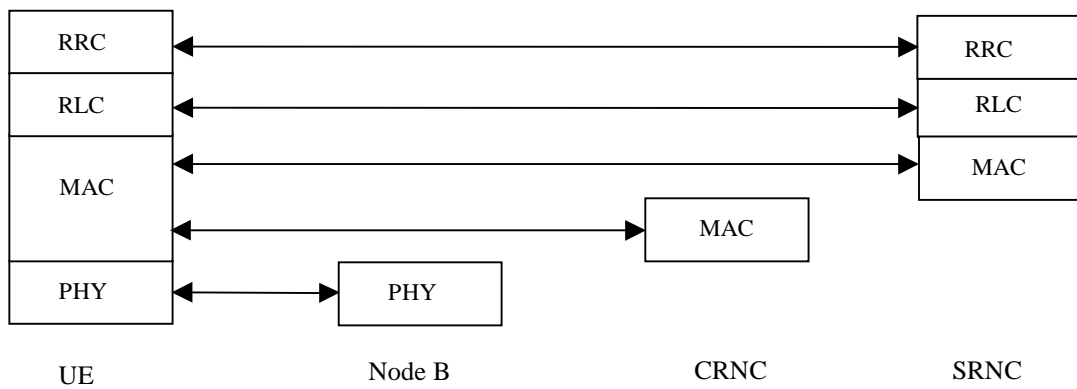 RRC
RRC
RLC
RLC
MAC
MAC
MAC
PHY
PHY
UE
Node B
CRNC
SRNC